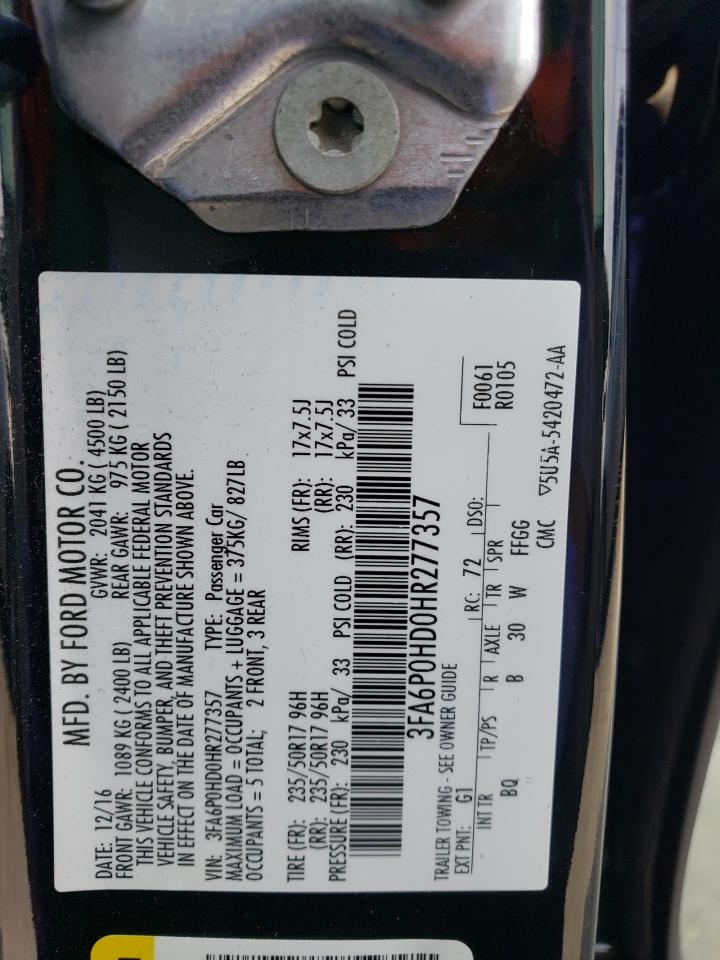 MFD. BY FORD MOTOR CO.
DATE: 12/16 GVWR: 2041 KG ( 4500 LB)
FRONT GAWR: 1089 KG ( 2400 LB) REAR GAWR: 975 KG ( 2150 LB)
THIS VEHICLE CONFORMS TO ALL APPLICABLE FEDERAL MOTOR
VEHICLE SAFETY, BUMPER, AND THEFT PREVENTION STANDARDS
IN EFFECT ON THE DATE OF MANUFACTURE SHOWN ABOVE.
VIN: 3FA6P0HD0HR277357 TYPE: Passenger Car
MAXIMUM LOAD = OCCUPANTS + LUGGAGE = 375KG/ 827LB
OCCUPANTS = 5 TOTAL; 2 FRONT, 3 REAR
TIRE (FR): 235/50R17 96H RIMS (FR): 17x7.5J
(RR): 235/50R17 96H (RR): 17x7.5J
PRESSURE (FR): 230 kPa/ 33 PSI COLD (RR): 230 kPa/ 33 PSI COLD
3FA6P0HD0HR277357
TRAILER TOWING - SEE OWNER GUIDE
EXT PNT: G1 RC: 72 DSO: F0061
R0105
INT TR TP/PS R AXLE TR SPR
BQ B 30 W FFGG
CMC ▽5U5A-5420472-AA